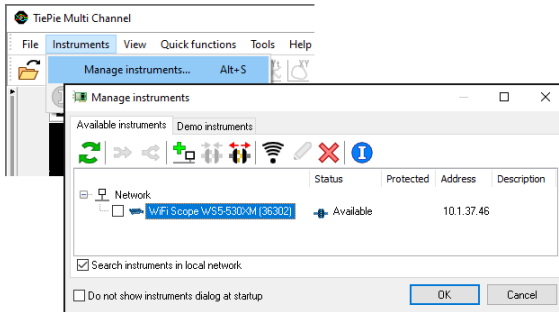 TiePie Multi Channel
File Instruments View Quick functions Tools Help
Manage instruments... Alt+S
Manage instruments
Available instruments Demo instruments
Status Protected Address Description
Network
WiFi Scope WS5-530XM (36302) Available 10.1.37.46
Search instruments in local network
Do not show instruments dialog at startup
OK Cancel